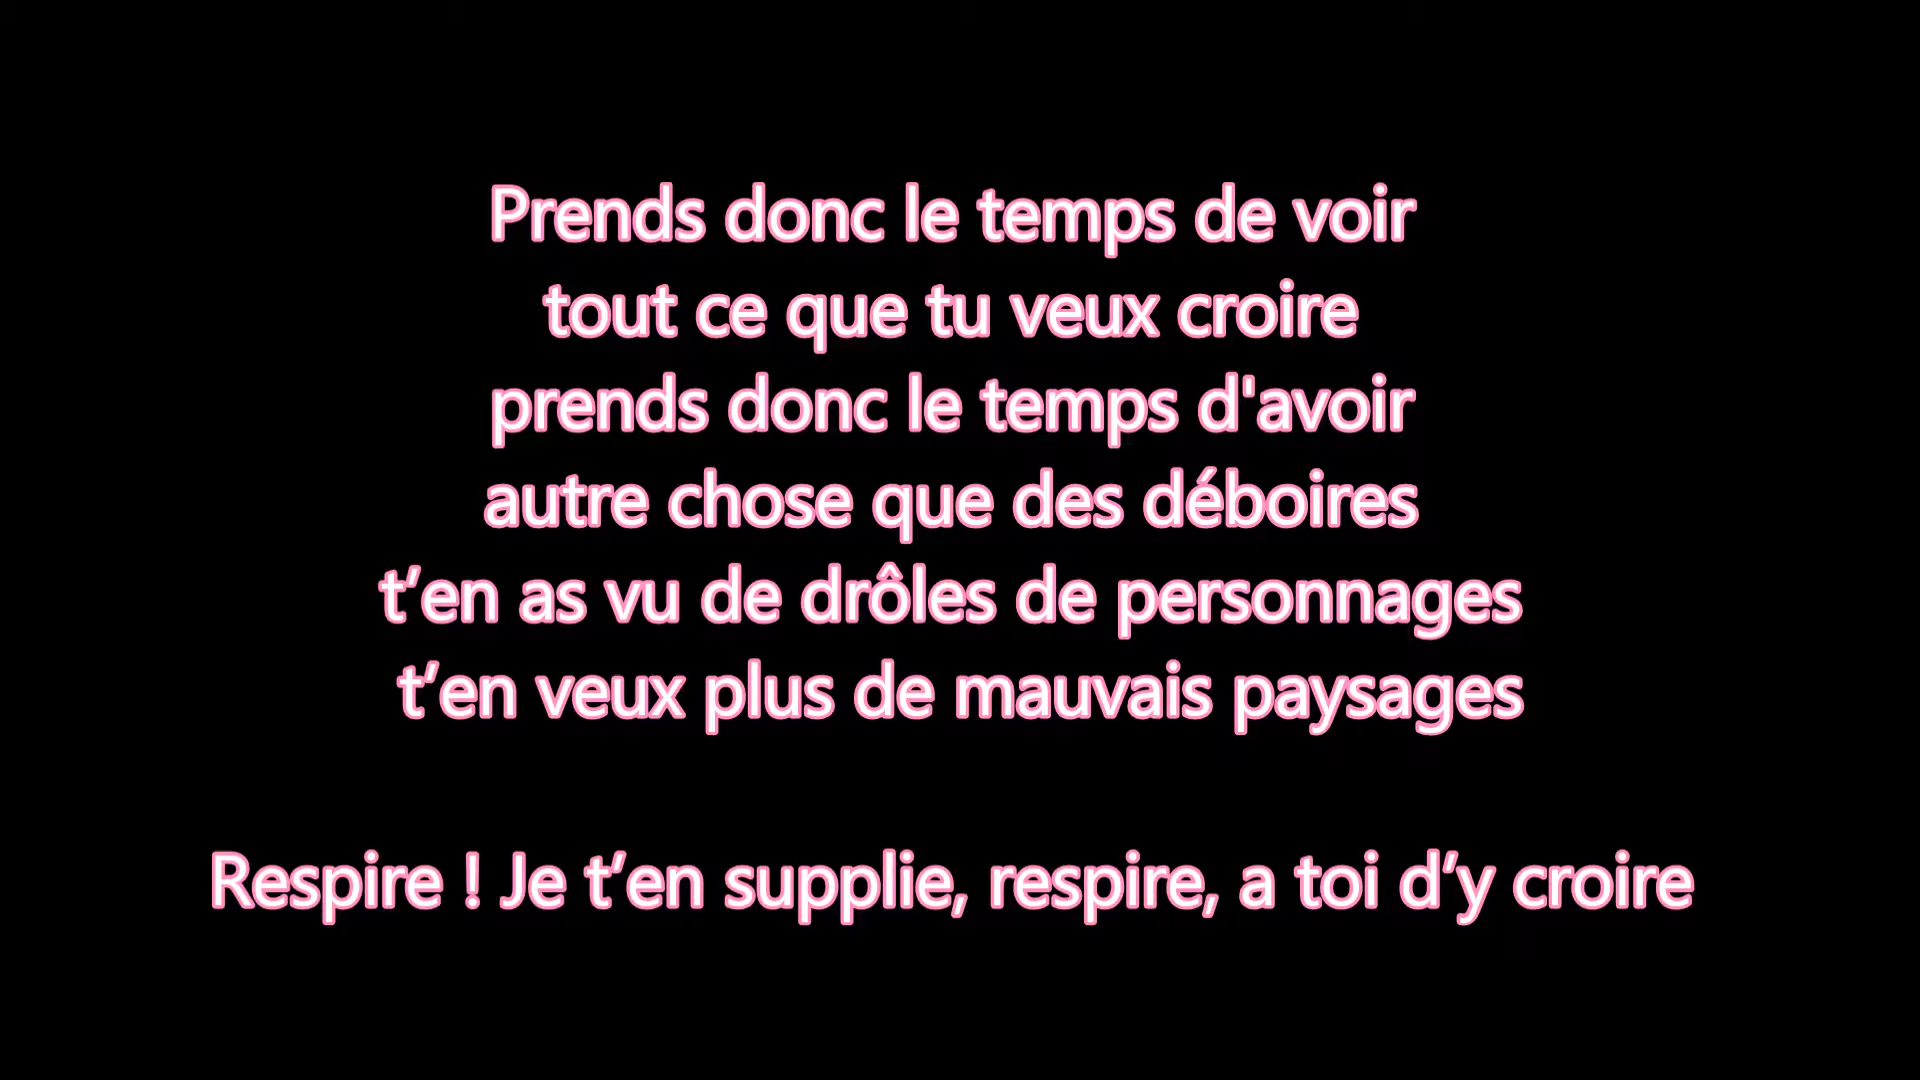 Prends donc le temps de voir
tout ce que tu veux croire
prends donc le temps d'avoir
autre chose que des déboires
t’en as vu de drôles de personnages
t’en veux plus de mauvais paysages
Respire ! Je t’en supplie, respire, a toi d’y croire